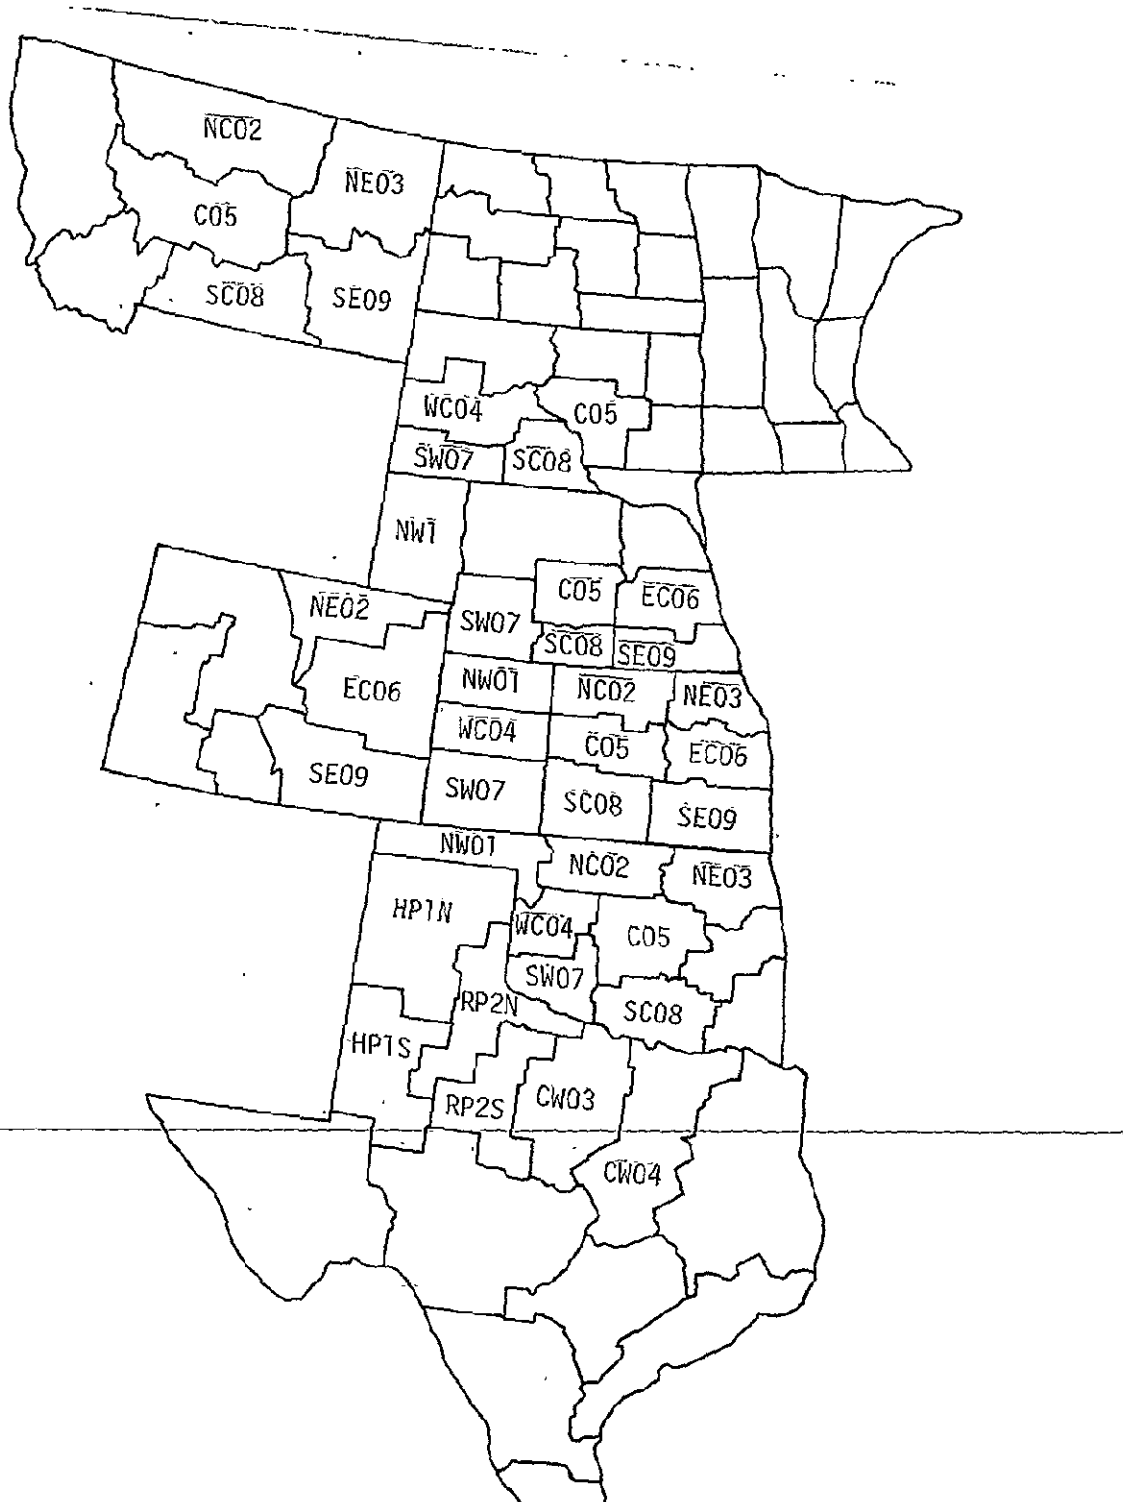 NC02
NE03
C05
SC08 SE09
WC04 C05
SW07 SC08
NW1
C05 EC06
NE02 SW07
SC08 SE09
EC06 NW01 NC02 NE03
WC04 C05 EC06
SE09 SW07 SC08 SE09
NW01 NC02 NE03
HP1N WC04 C05
SW07
RP2N SC08
HP1S
RP2S CW03
CW04